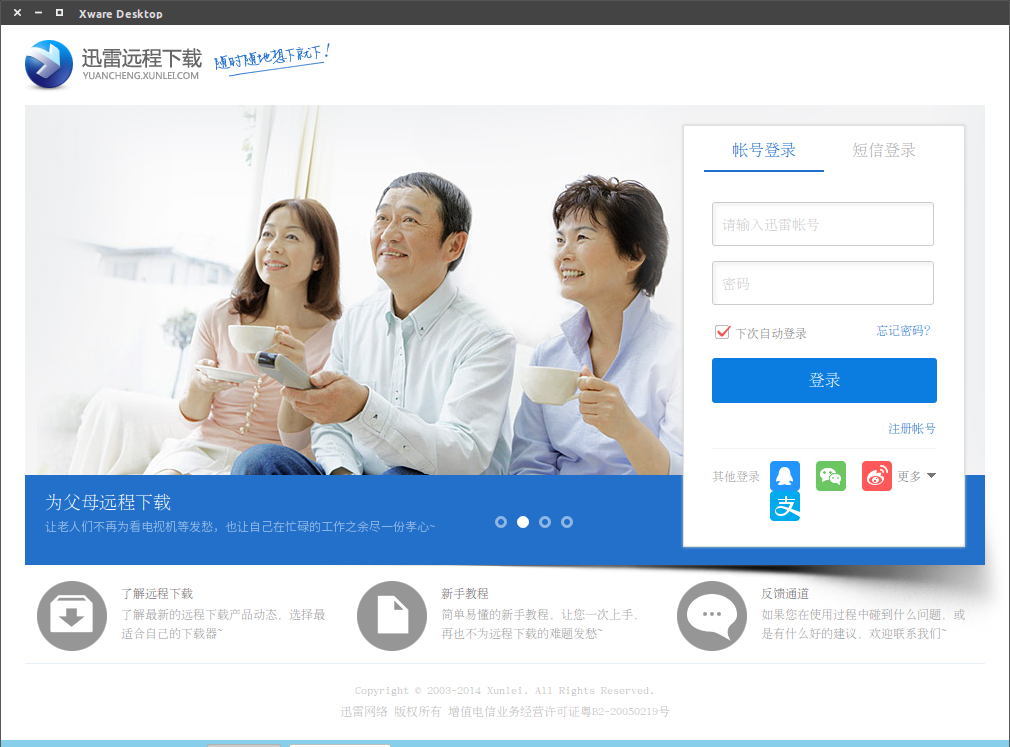 Xware Desktop
迅雷远程下载
YUANCHENG.XUNLEI.COM
随时随地想下就下!
帐号登录 短信登录
请输入迅雷帐号
密码
下次自动登录 忘记密码?
登录
注册帐号
其他登录 更多
支
为父母远程下载
让老人们不再为看电视机等发愁，也让自己在忙碌的工作之余尽一份孝心~
了解远程下载
了解最新的远程下载产品动态，选择最
适合自己的下载器~
新手教程
简单易懂的新手教程，让您一次上手，
再也不为远程下载的难题发愁~
反馈通道
如果您在使用过程中碰到什么问题，或
是有什么好的建议，欢迎联系我们~
Copyright © 2003-2014 Xunlei. All Rights Reserved.
迅雷网络 版权所有 增值电信业务经营许可证粤B2-20050219号